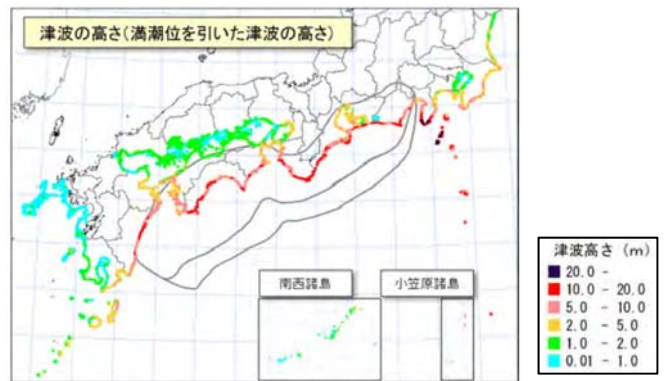 津波の高さ(満潮位を引いた津波の高さ)
南西諸島
小笠原諸島
津波高さ (m)
20.0 -
10.0 - 20.0
5.0 - 10.0
2.0 - 5.0
1.0 - 2.0
0.01 - 1.0